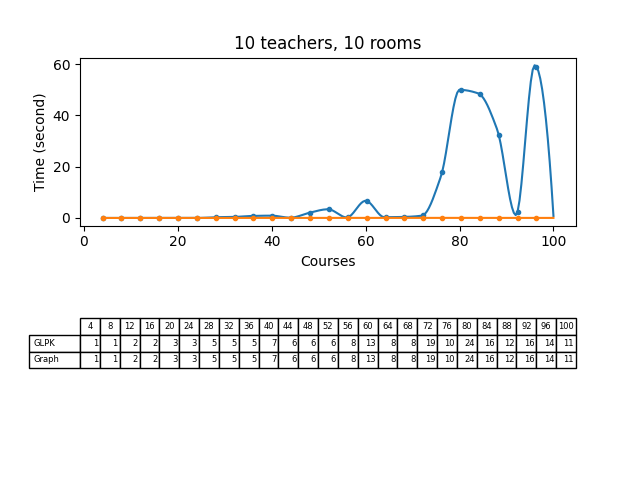 10 teachers, 10 rooms
60
40
20
0
Time (second)
0 20 40 60 80 100
Courses
4 8 12 16 20 24 28 32 36 40 44 48 52 56 60 64 68 72 76 80 84 88 92 96 100
GLPK 1 1 2 2 3 3 5 5 5 7 6 6 6 8 13 8 8 19 10 24 16 12 16 14 11
Graph 1 1 2 2 3 3 5 5 5 7 6 6 6 8 13 8 8 19 10 24 16 12 16 14 11